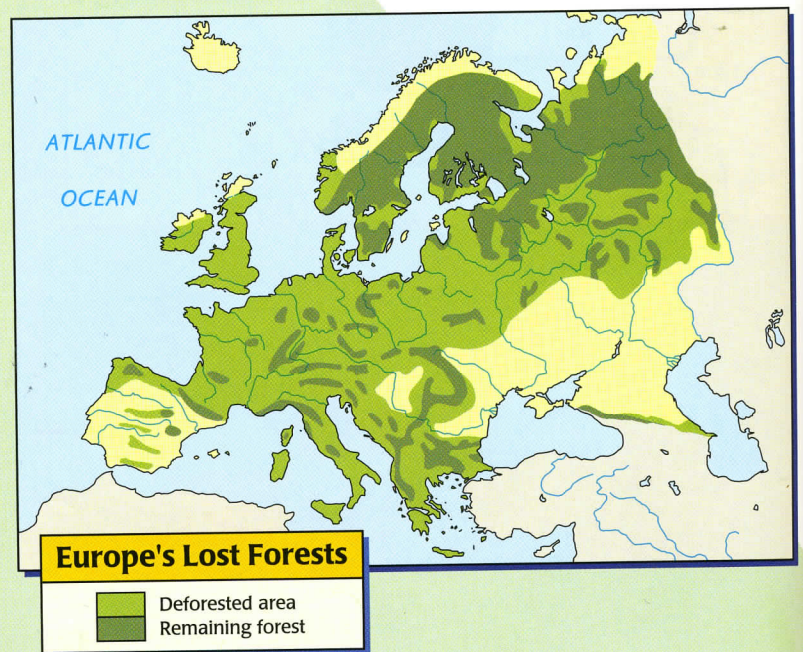 ATLANTIC
OCEAN
Europe's Lost Forests
Deforested area
Remaining forest